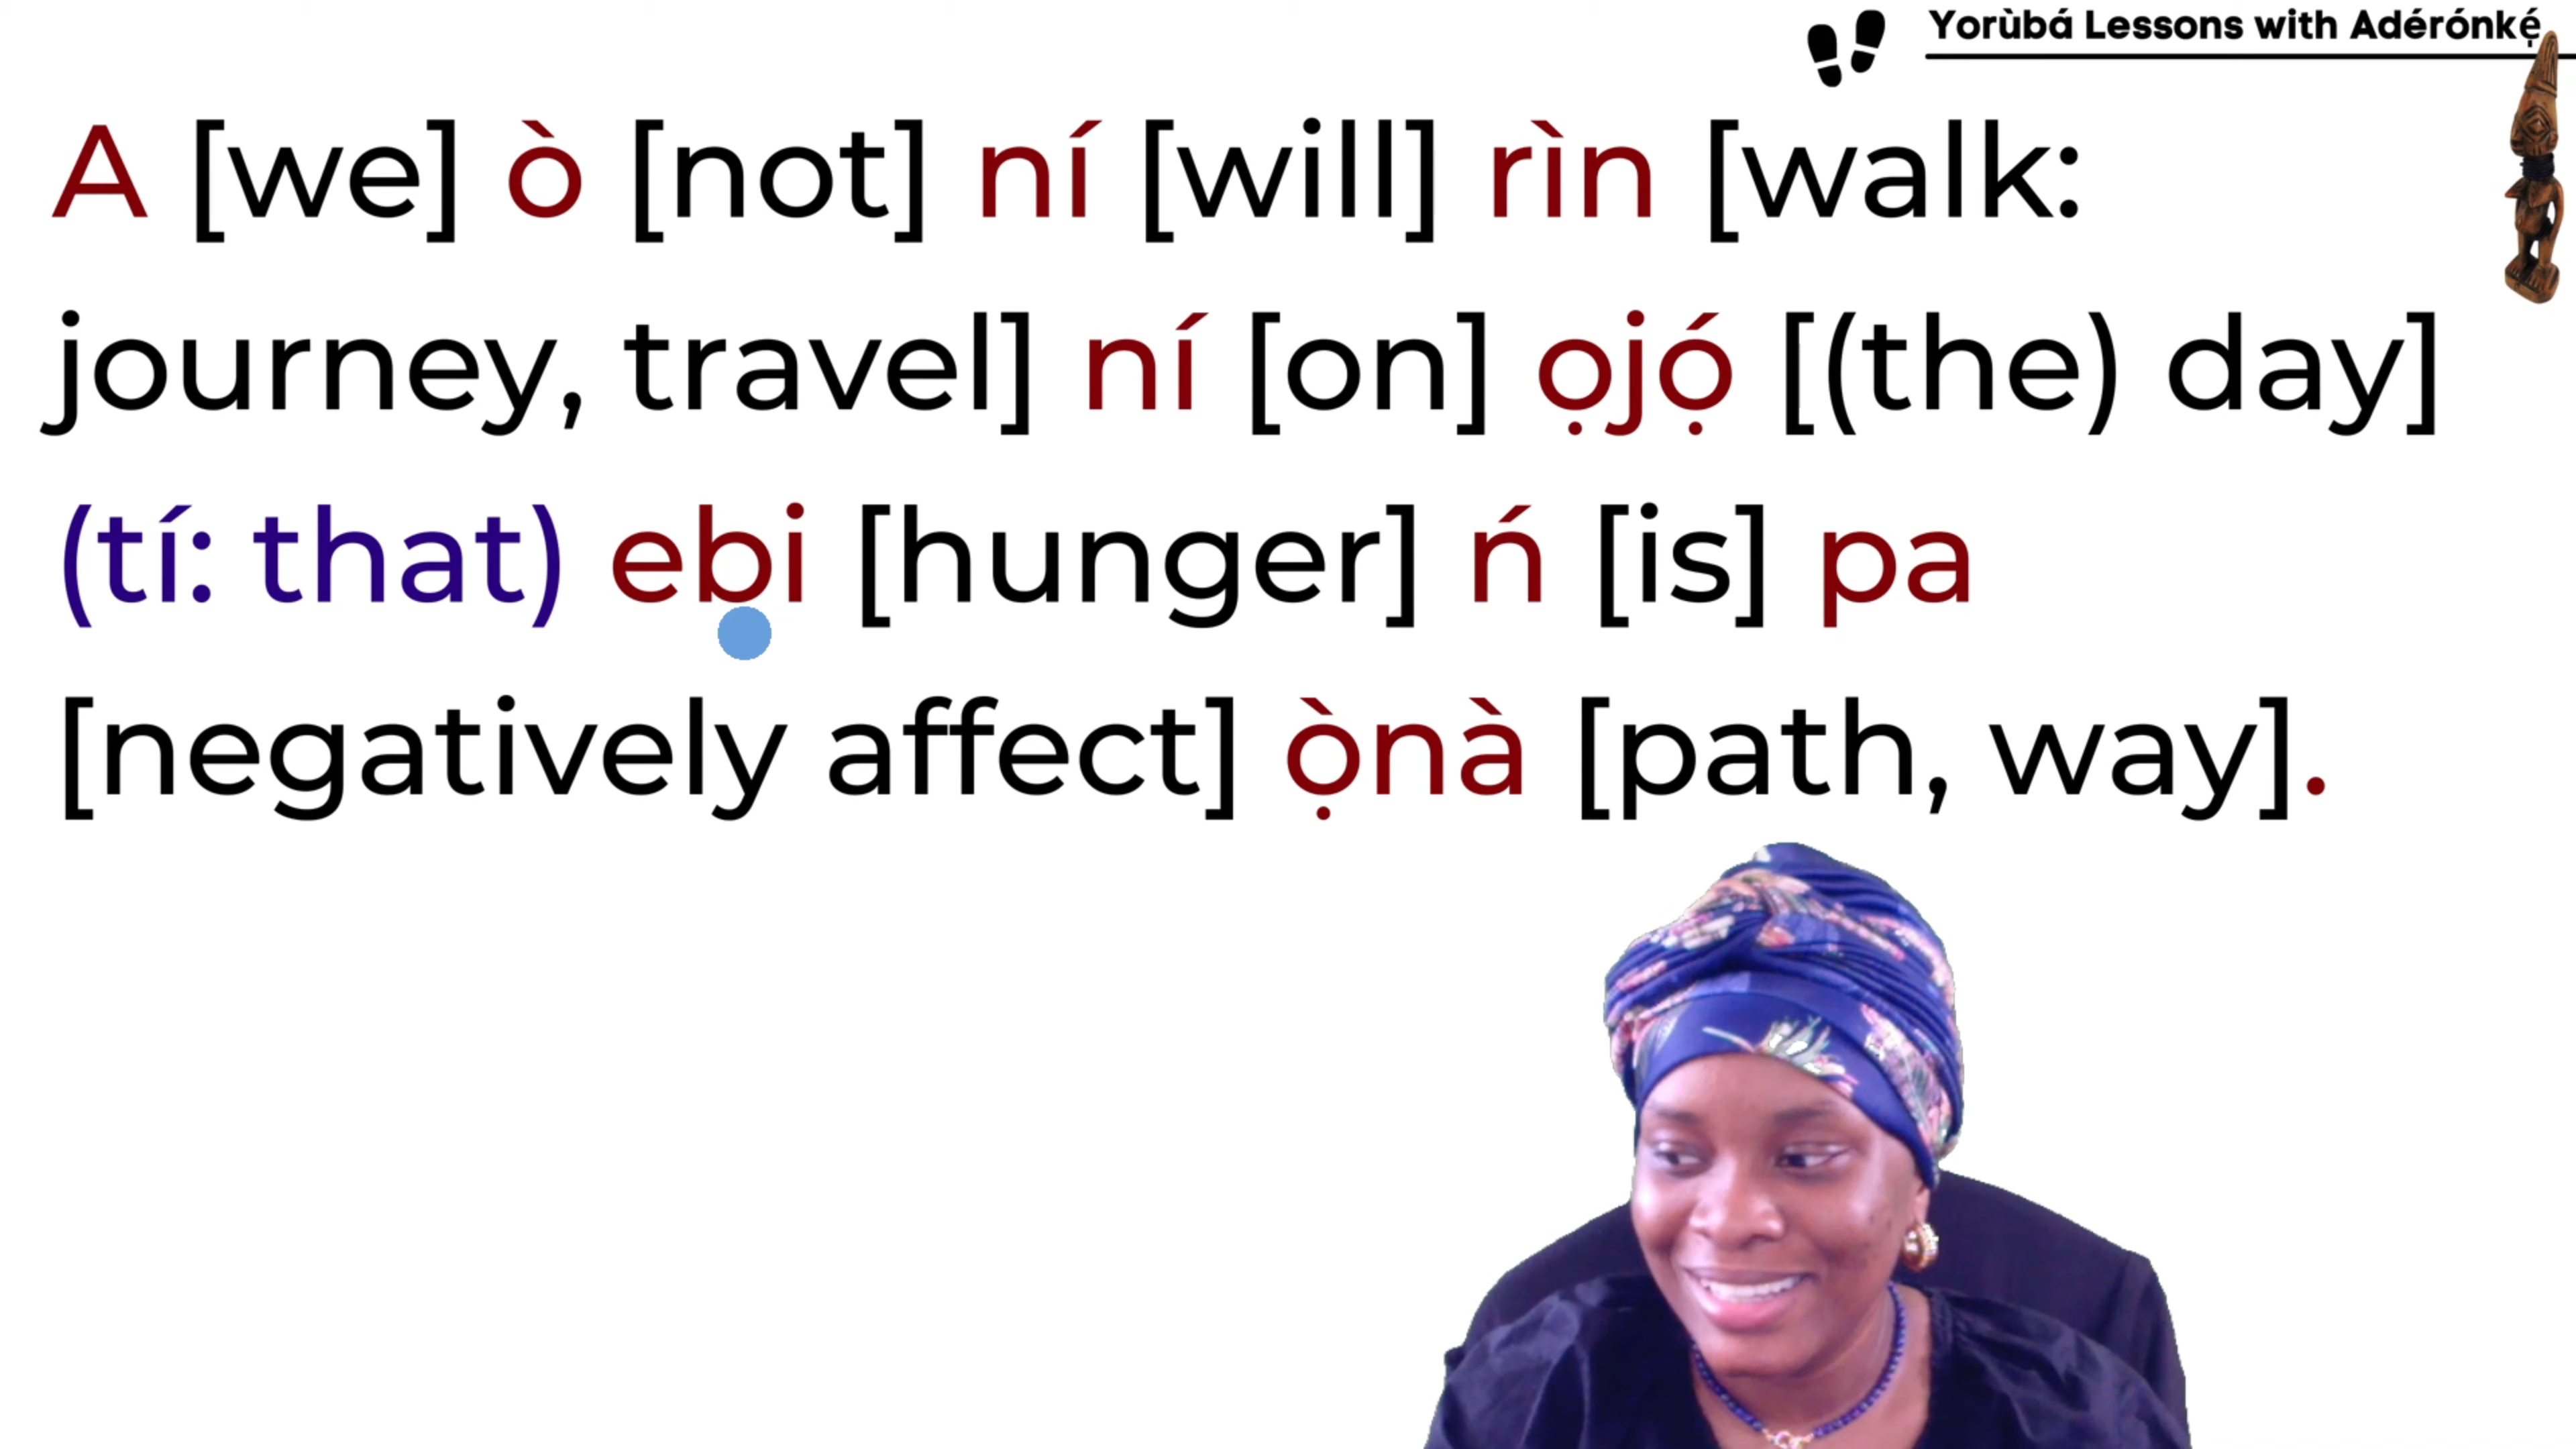 Yorùbá Lessons with Adérónkẹ́
A [we] ò [not] ní [will] rìn [walk:
journey, travel] ní [on] ọjọ́ [(the) day]
(tí: that) ebi [hunger] ń [is] pa
[negatively affect] ọ̀nà [path, way].